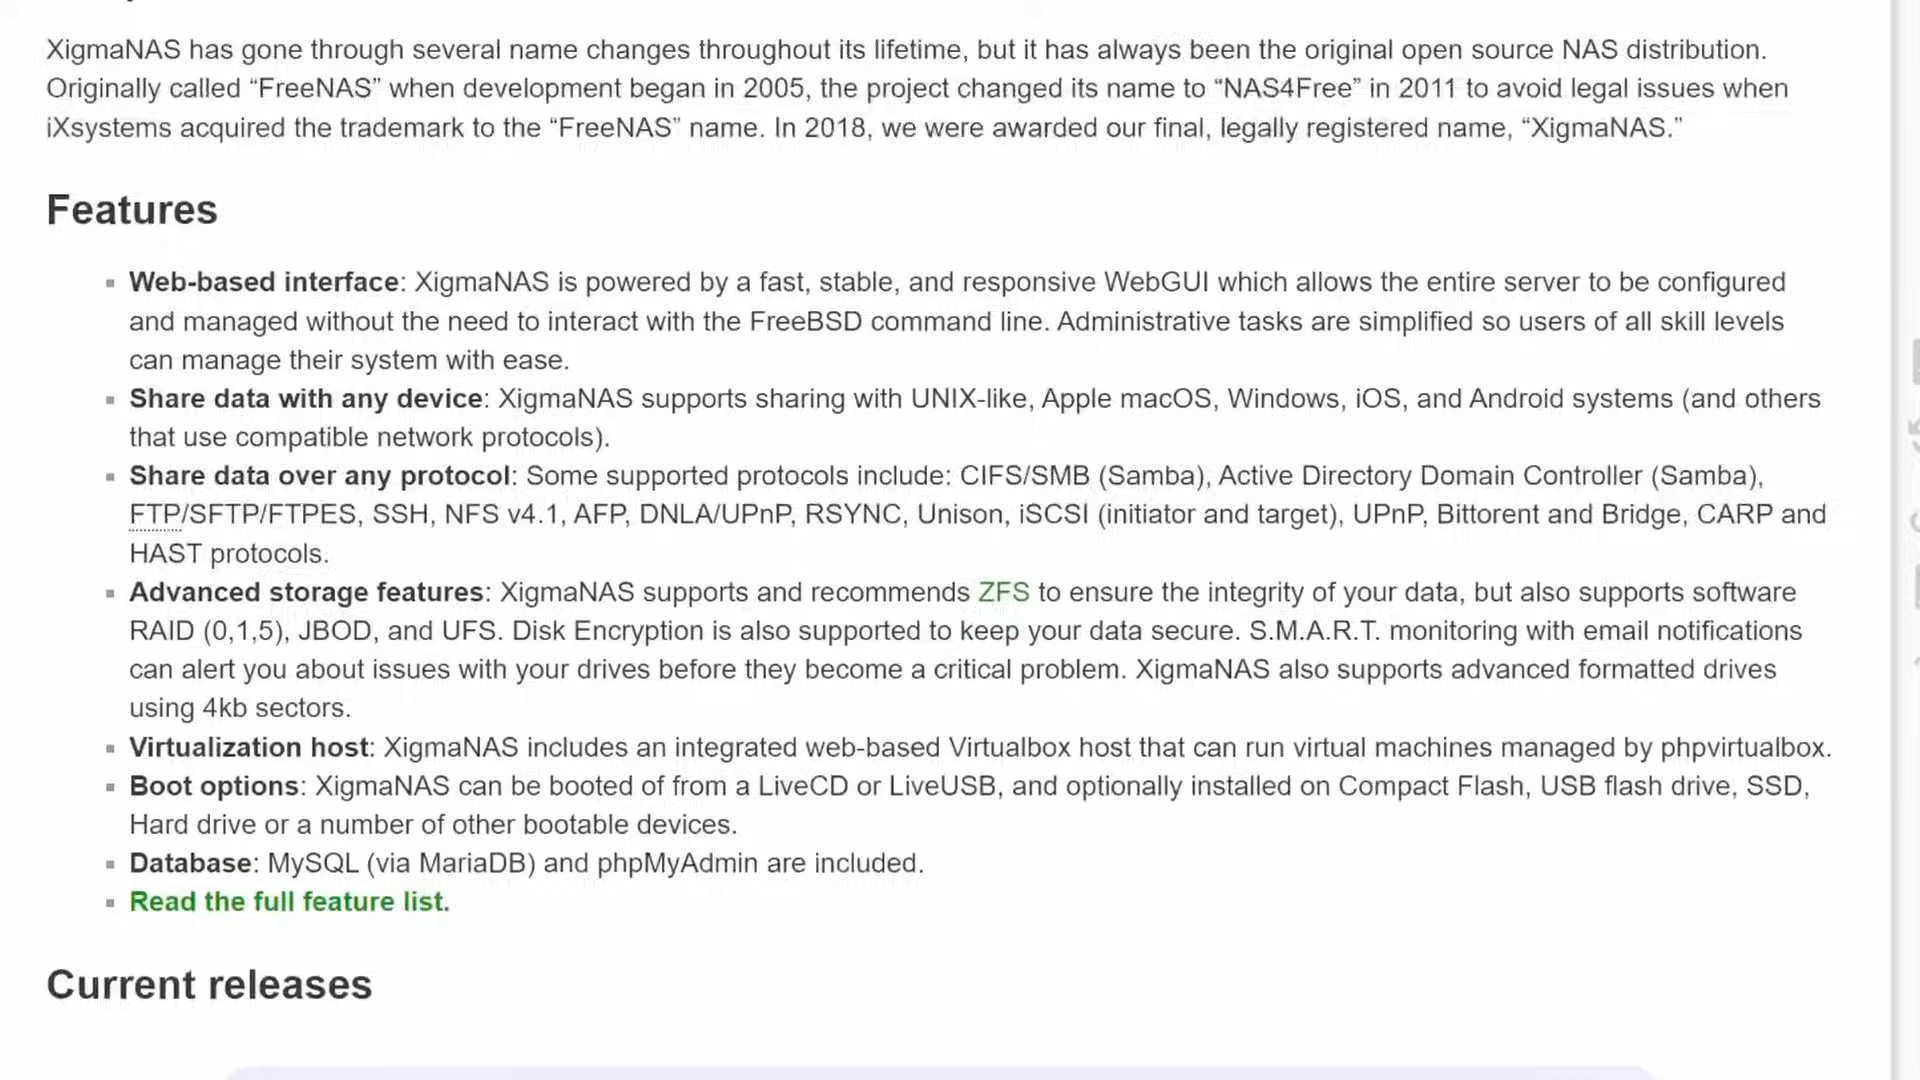 XigmaNAS has gone through several name changes throughout its lifetime, but it has always been the original open source NAS distribution.
Originally called “FreeNAS” when development began in 2005, the project changed its name to “NAS4Free” in 2011 to avoid legal issues when
iXsystems acquired the trademark to the “FreeNAS” name. In 2018, we were awarded our final, legally registered name, “XigmaNAS.”
Features
Web-based interface: XigmaNAS is powered by a fast, stable, and responsive WebGUI which allows the entire server to be configured
and managed without the need to interact with the FreeBSD command line. Administrative tasks are simplified so users of all skill levels
can manage their system with ease.
Share data with any device: XigmaNAS supports sharing with UNIX-like, Apple macOS, Windows, iOS, and Android systems (and others
that use compatible network protocols).
Share data over any protocol: Some supported protocols include: CIFS/SMB (Samba), Active Directory Domain Controller (Samba),
FTP/SFTP/FTPES, SSH, NFS v4.1, AFP, DNLA/UPnP, RSYNC, Unison, iSCSI (initiator and target), UPnP, Bittorent and Bridge, CARP and
HAST protocols.
Advanced storage features: XigmaNAS supports and recommends ZFS to ensure the integrity of your data, but also supports software
RAID (0,1,5), JBOD, and UFS. Disk Encryption is also supported to keep your data secure. S.M.A.R.T. monitoring with email notifications
can alert you about issues with your drives before they become a critical problem. XigmaNAS also supports advanced formatted drives
using 4kb sectors.
Virtualization host: XigmaNAS includes an integrated web-based Virtualbox host that can run virtual machines managed by phpvirtualbox.
Boot options: XigmaNAS can be booted of from a LiveCD or LiveUSB, and optionally installed on Compact Flash, USB flash drive, SSD,
Hard drive or a number of other bootable devices.
Database: MySQL (via MariaDB) and phpMyAdmin are included.
Read the full feature list.
Current releases